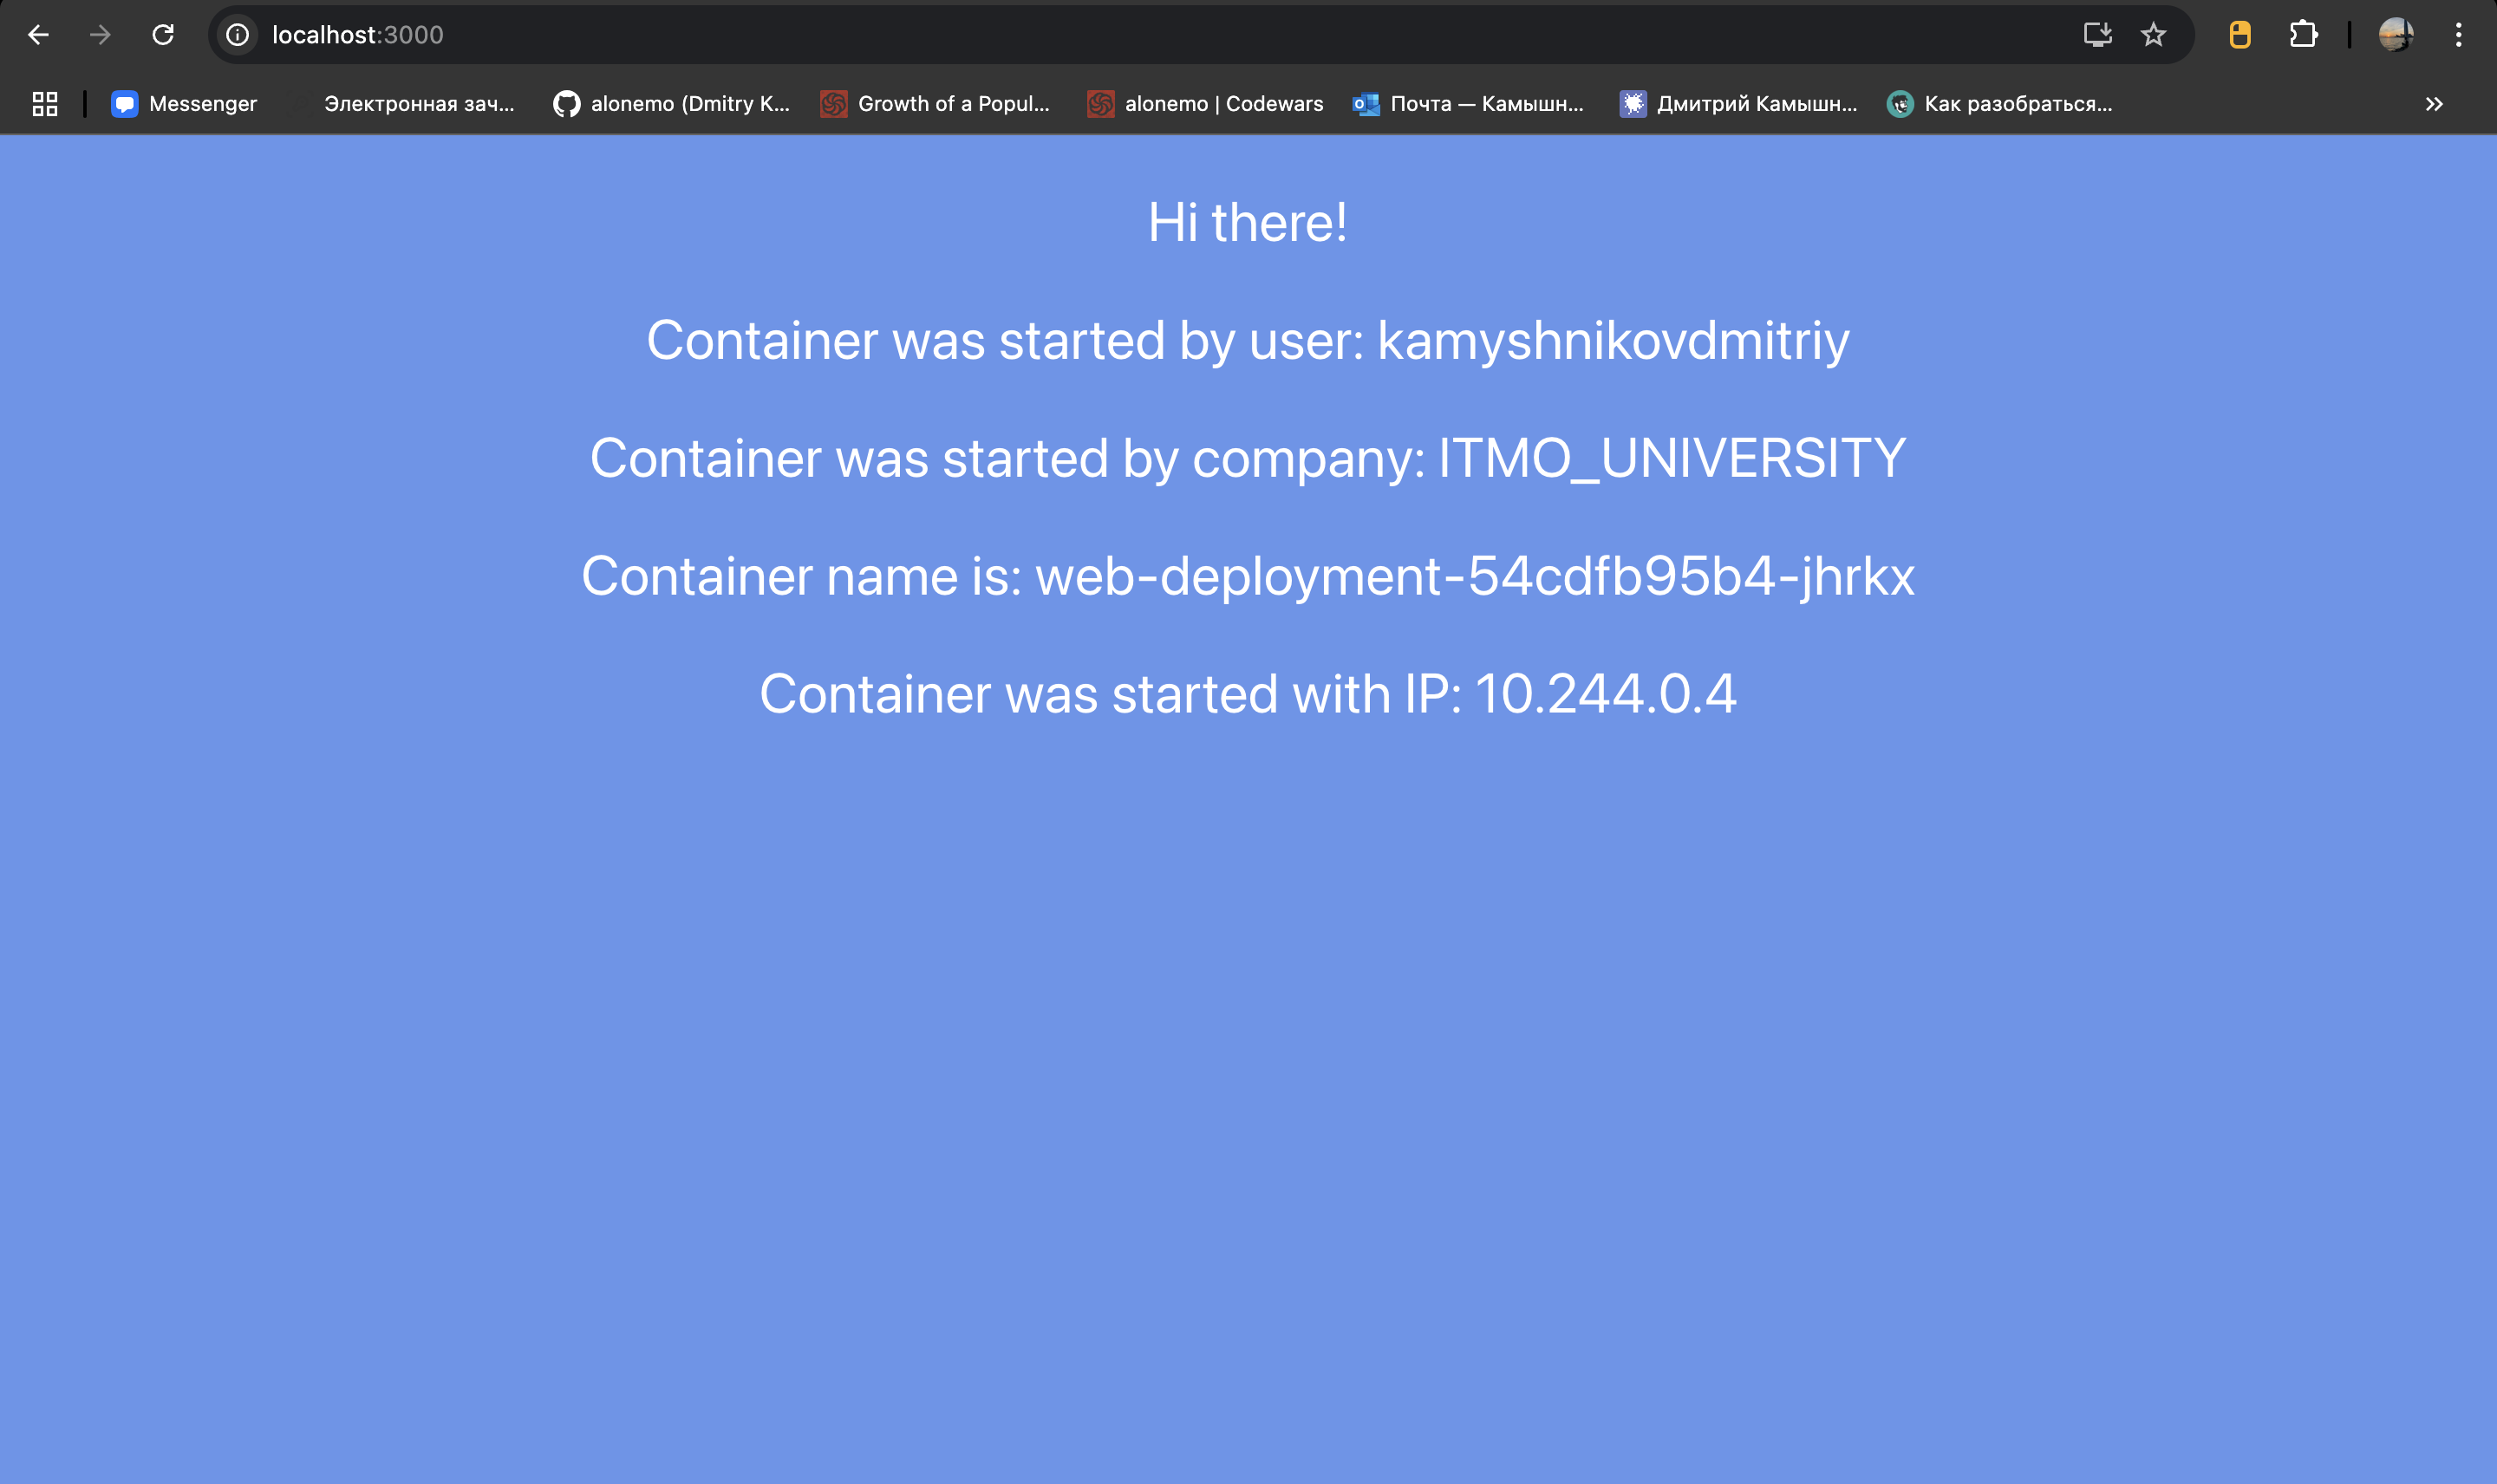 localhost:3000
Messenger Электронная зач... alonemo (Dmitry K... Growth of a Popul... alonemo | Codewars Почта — Камышн... Дмитрий Камышн... Как разобраться...
Hi there!
Container was started by user: kamyshnikovdmitriy
Container was started by company: ITMO_UNIVERSITY
Container name is: web-deployment-54cdfb95b4-jhrkx
Container was started with IP: 10.244.0.4